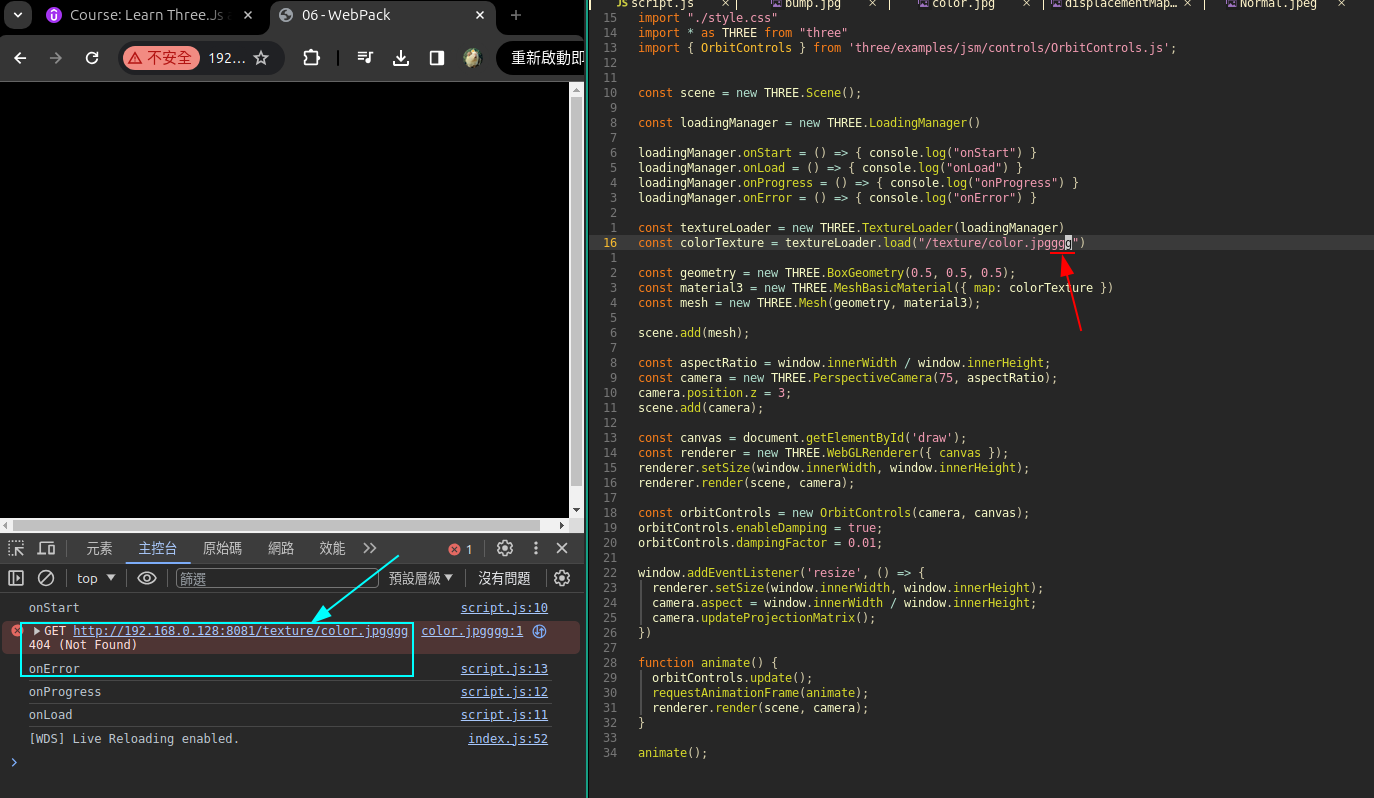 Course: Learn Three.Js a
06 - WebPack
不安全
192...
重新啟動即
元素
主控台
原始碼
網路
效能
1
top
篩選
預設層級
沒有問題
onStart script.js:10
GET http://192.168.0.128:8081/texture/color.jpgggg color.jpgggg:1
404 (Not Found)
onError script.js:13
onProgress script.js:12
onLoad script.js:11
[WDS] Live Reloading enabled. index.js:52
script.js
bump.jpg
color.jpg
displacementMap…
Normal.jpeg
15 import "./style.css"
14 import * as THREE from "three"
13 import { OrbitControls } from 'three/examples/jsm/controls/OrbitControls.js';
12
11
10 const scene = new THREE.Scene();
9
8 const loadingManager = new THREE.LoadingManager()
7
6 loadingManager.onStart = () => { console.log("onStart") }
5 loadingManager.onLoad = () => { console.log("onLoad") }
4 loadingManager.onProgress = () => { console.log("onProgress") }
3 loadingManager.onError = () => { console.log("onError") }
2
1 const textureLoader = new THREE.TextureLoader(loadingManager)
16 const colorTexture = textureLoader.load("/texture/color.jpgggg")
1
2 const geometry = new THREE.BoxGeometry(0.5, 0.5, 0.5);
3 const material3 = new THREE.MeshBasicMaterial({ map: colorTexture })
4 const mesh = new THREE.Mesh(geometry, material3);
5
6 scene.add(mesh);
7
8 const aspectRatio = window.innerWidth / window.innerHeight;
9 const camera = new THREE.PerspectiveCamera(75, aspectRatio);
10 camera.position.z = 3;
11 scene.add(camera);
12
13 const canvas = document.getElementById('draw');
14 const renderer = new THREE.WebGLRenderer({ canvas });
15 renderer.setSize(window.innerWidth, window.innerHeight);
16 renderer.render(scene, camera);
17
18 const orbitControls = new OrbitControls(camera, canvas);
19 orbitControls.enableDamping = true;
20 orbitControls.dampingFactor = 0.01;
21
22 window.addEventListener('resize', () => {
23 renderer.setSize(window.innerWidth, window.innerHeight);
24 camera.aspect = window.innerWidth / window.innerHeight;
25 camera.updateProjectionMatrix();
26 })
27
28 function animate() {
29 orbitControls.update();
30 requestAnimationFrame(animate);
31 renderer.render(scene, camera);
32 }
33
34 animate();